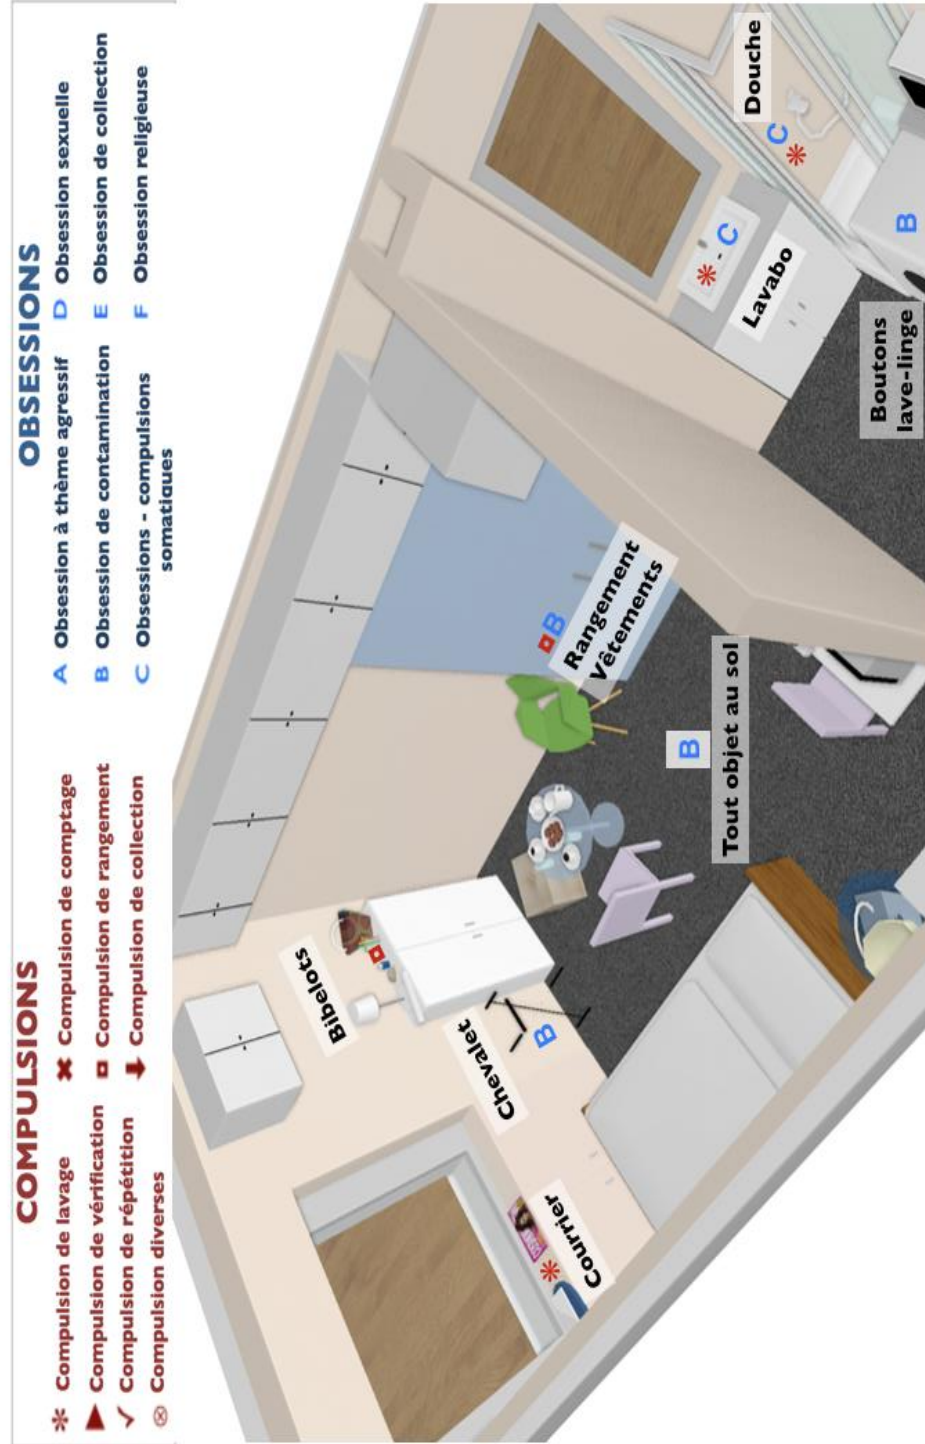 COMPULSIONS
Compulsion de lavage
Compulsion de vérification
Compulsion de répétition
Compulsion diverses
Compulsion de comptage
Compulsion de rangement
Compulsion de collection
OBSESSIONS
A Obsession à thème agressif
B Obsession de contamination
C Obsessions - compulsions
somatiques
D Obsession sexuelle
E Obsession de collection
F Obsession religieuse
Bibelots
Chevalet
B
Courrier
B
Rangement
Vêtements
B
Tout objet au sol
- C
Lavabo
Douche
C
B
Boutons
lave-linge